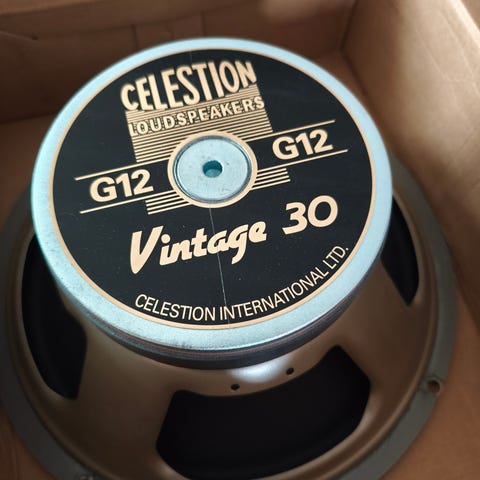 CELESTION
LOUDSPEAKERS
G12 G12
Vintage 30
CELESTION INTERNATIONAL LTD.